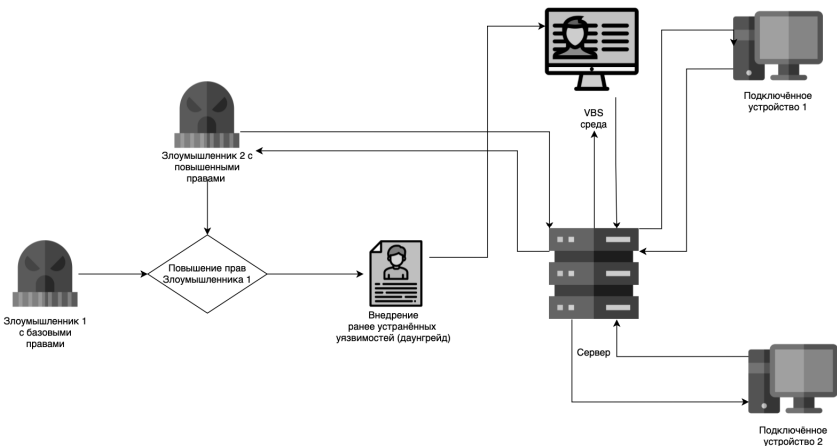 VBS
среда
Подключённое
устройство 1
Злоумышленник 2 с
повышенными
правами
Повышение прав
Злоумышленника 1
Злоумышленник 1
с базовыми
правами
Внедрение
ранее устранённых
уязвимостей (даунгрейд)
Сервер
Подключённое
устройство 2